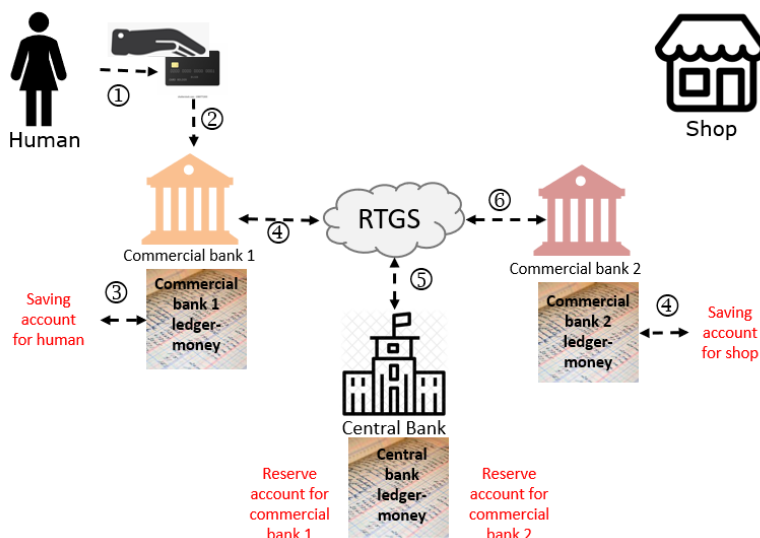 ①
②
Human
Shop
RTGS
④
⑥
Commercial bank 1
Commercial bank 2
⑤
③
Saving
account
for human
Commercial
bank 1
ledger-
money
Commercial
bank 2
ledger-
money
④
Saving
account
for shop
Central Bank
Reserve
account for
commercial
bank 1
Central
bank
ledger-
money
Reserve
account for
commercial
bank 2